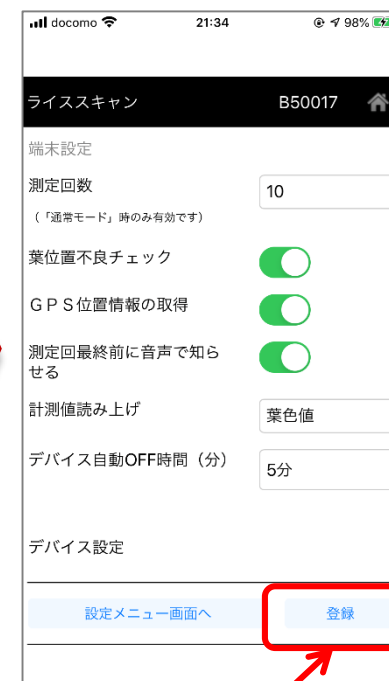 docomo 21:34 98%
ライススキャン B50017
端末設定
測定回数 10
（「通常モード」時のみ有効です）
葉位置不良チェック
ＧＰＳ位置情報の取得
測定回最終前に音声で知ら
せる
計測値読み上げ 葉色値
デバイス自動OFF時間（分） 5分
デバイス設定
設定メニュー画面へ 登録